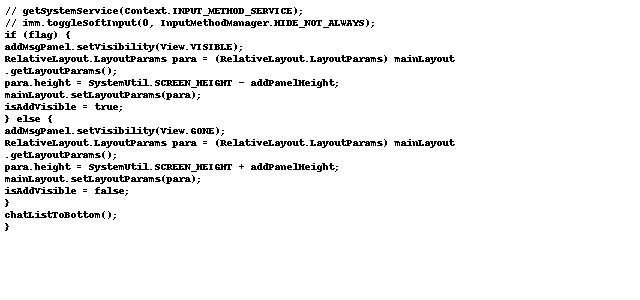 // getSystemService(Context.INPUT_METHOD_SERVICE);
// imm.toggleSoftInput(0, InputMethodManager.HIDE_NOT_ALWAYS);
if (flag) {
addMsgPanel.setVisibility(View.VISIBLE);
RelativeLayout.LayoutParams para = (RelativeLayout.LayoutParams) mainLayout
.getLayoutParams();
para.height = SystemUtil.SCREEN_HEIGHT - addPanelHeight;
mainLayout.setLayoutParams(para);
isAddVisible = true;
} else {
addMsgPanel.setVisibility(View.GONE);
RelativeLayout.LayoutParams para = (RelativeLayout.LayoutParams) mainLayout
.getLayoutParams();
para.height = SystemUtil.SCREEN_HEIGHT + addPanelHeight;
mainLayout.setLayoutParams(para);
isAddVisible = false;
}
chatListToBottom();
}